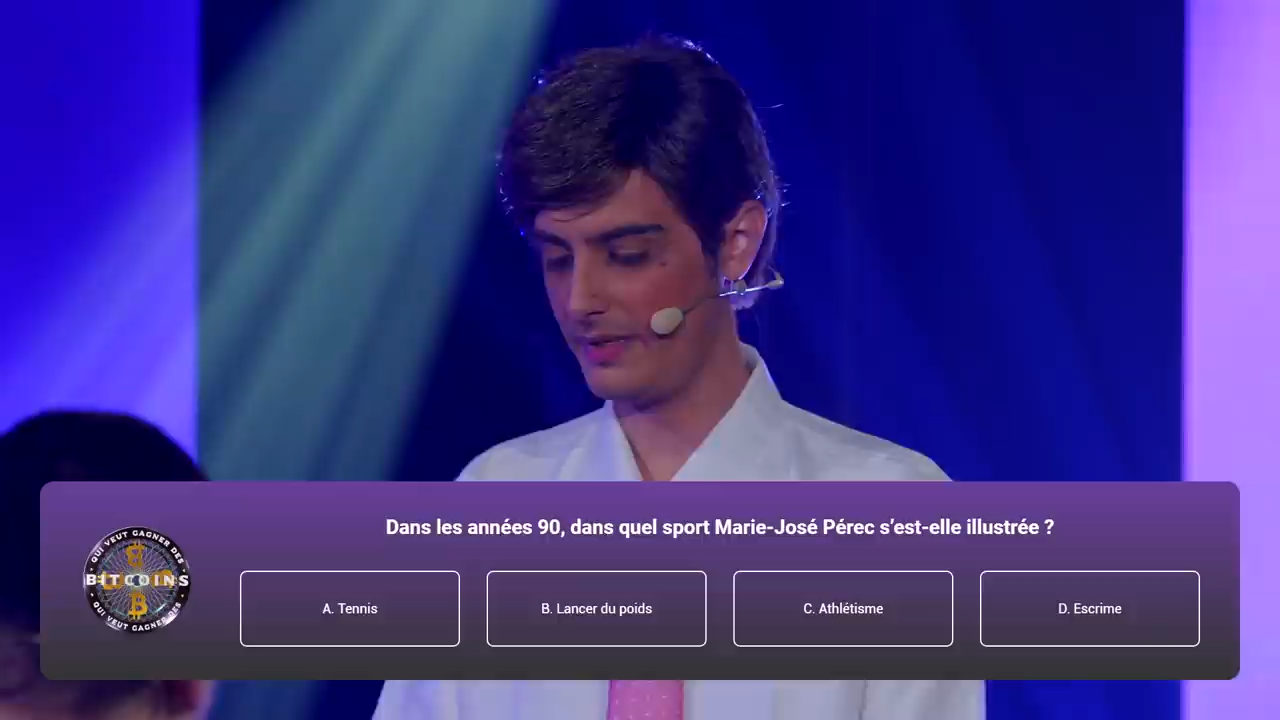 Dans les années 90, dans quel sport Marie-José Pérec s’est-elle illustrée ?
QUI VEUT GAGNER DES
BITCOINS
QUI VEUT GAGNER DES
A. Tennis
B. Lancer du poids
C. Athlétisme
D. Escrime